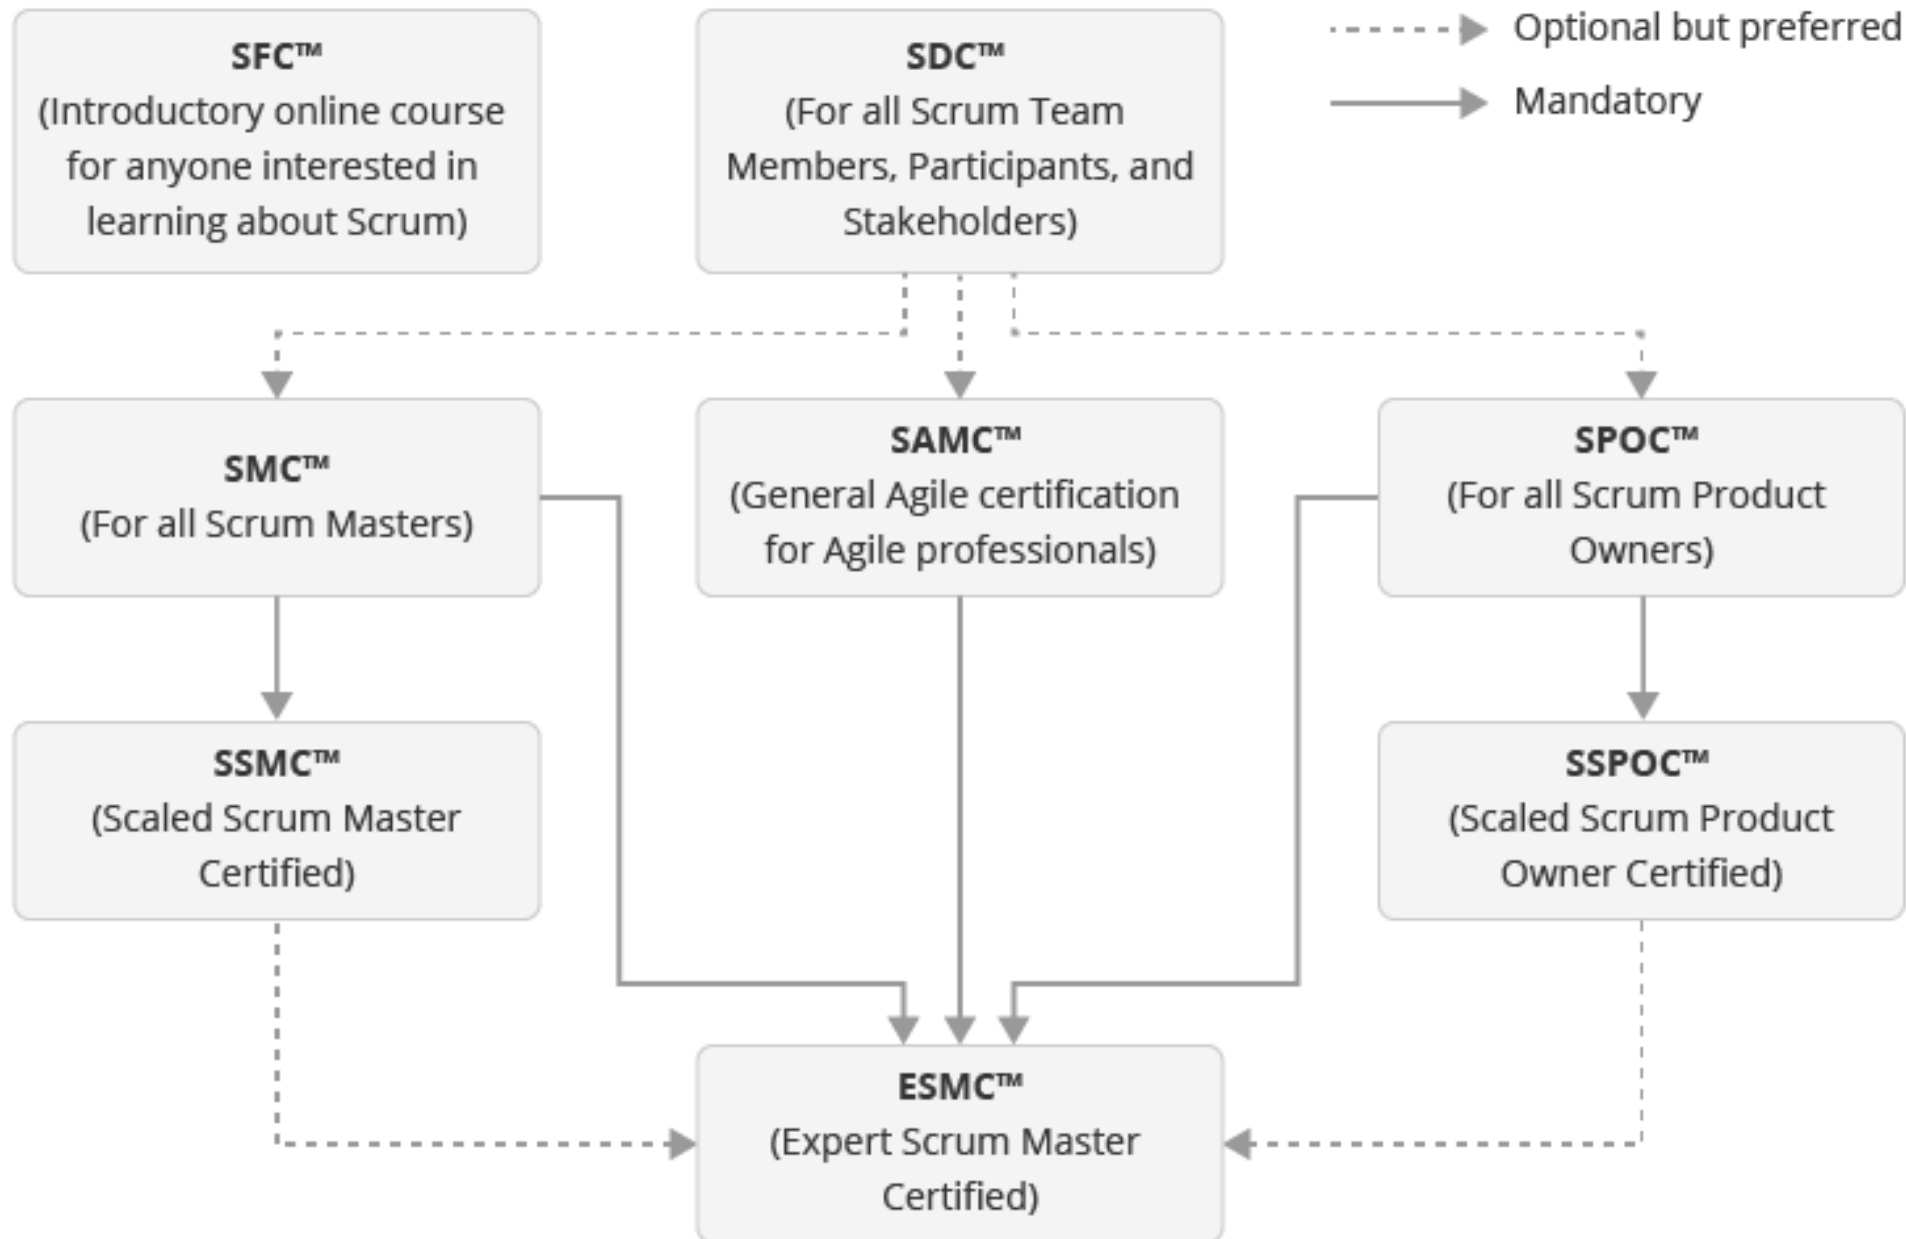 SFC™
(Introductory online course
for anyone interested in
learning about Scrum)
SDC™
(For all Scrum Team
Members, Participants, and
Stakeholders)
Optional but preferred
Mandatory
SMC™
(For all Scrum Masters)
SAMC™
(General Agile certification
for Agile professionals)
SPOC™
(For all Scrum Product
Owners)
SSMC™
(Scaled Scrum Master
Certified)
SSPOC™
(Scaled Scrum Product
Owner Certified)
ESMC™
(Expert Scrum Master
Certified)